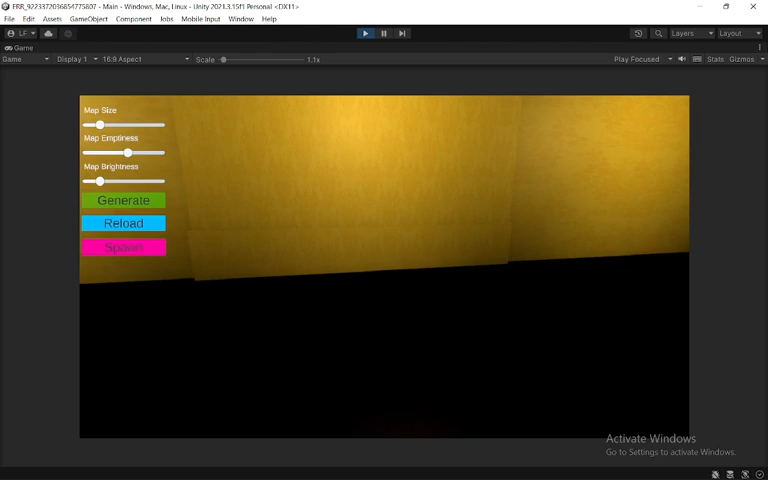 ERR_9223372036854775807 - Main - Windows, Mac, Linux - Unity 2021.3.15f1 Personal <DX11>
File Edit Assets GameObject Component Jobs Mobile Input Window Help
LF Layers Layout
Game
Game Display 1 16:9 Aspect Scale 1.1x Play Focused Stats Gizmos
Map Size
Map Emptiness
Map Brightness
Generate
Reload
Spawn
Activate Windows
Go to Settings to activate Windows.